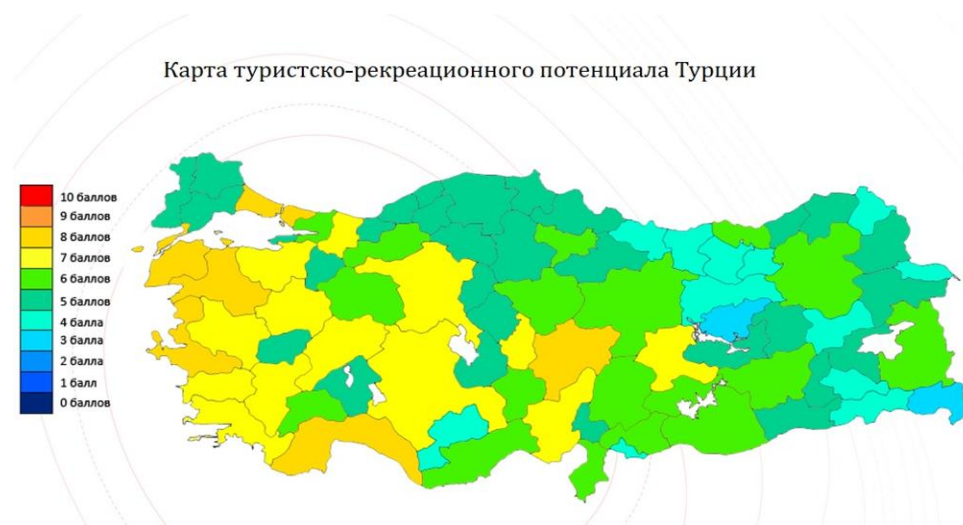 Карта туристско-рекреационного потенциала Турции
10 баллов
9 баллов
8 баллов
7 баллов
6 баллов
5 баллов
4 балла
3 балла
2 балла
1 балл
0 баллов